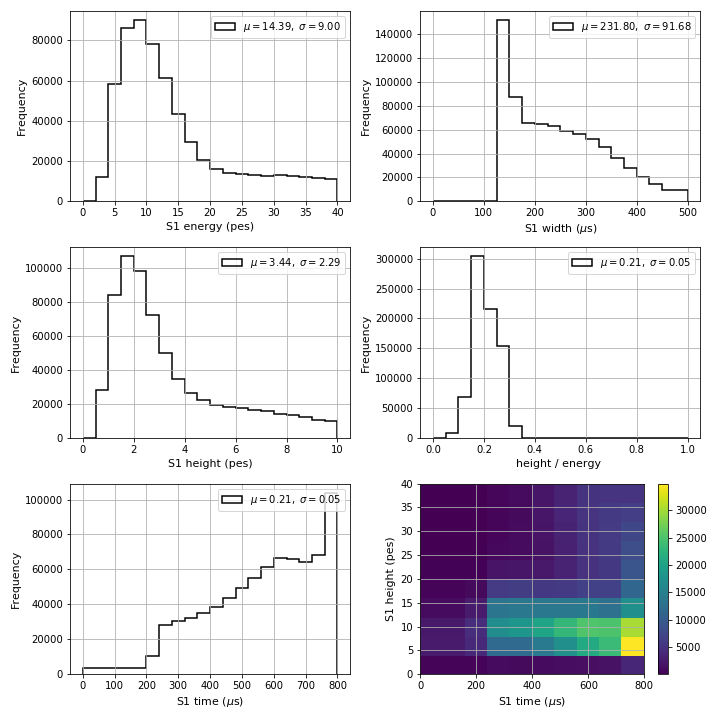 μ = 14.39, σ = 9.00
Frequency
0
20000
40000
60000
80000
0 5 10 15 20 25 30 35 40
S1 energy (pes)
μ = 231.80, σ = 91.68
Frequency
0
20000
40000
60000
80000
100000
120000
140000
0 100 200 300 400 500
S1 width (μs)
μ = 3.44, σ = 2.29
Frequency
0
20000
40000
60000
80000
100000
0 2 4 6 8 10
S1 height (pes)
μ = 0.21, σ = 0.05
Frequency
0
50000
100000
150000
200000
250000
300000
0.0 0.2 0.4 0.6 0.8 1.0
height / energy
μ = 0.21, σ = 0.05
Frequency
0
20000
40000
60000
80000
100000
0 100 200 300 400 500 600 700 800
S1 time (μs)
S1 height (pes)
0
5
10
15
20
25
30
35
40
0 200 400 600 800
S1 time (μs)
5000
10000
15000
20000
25000
30000